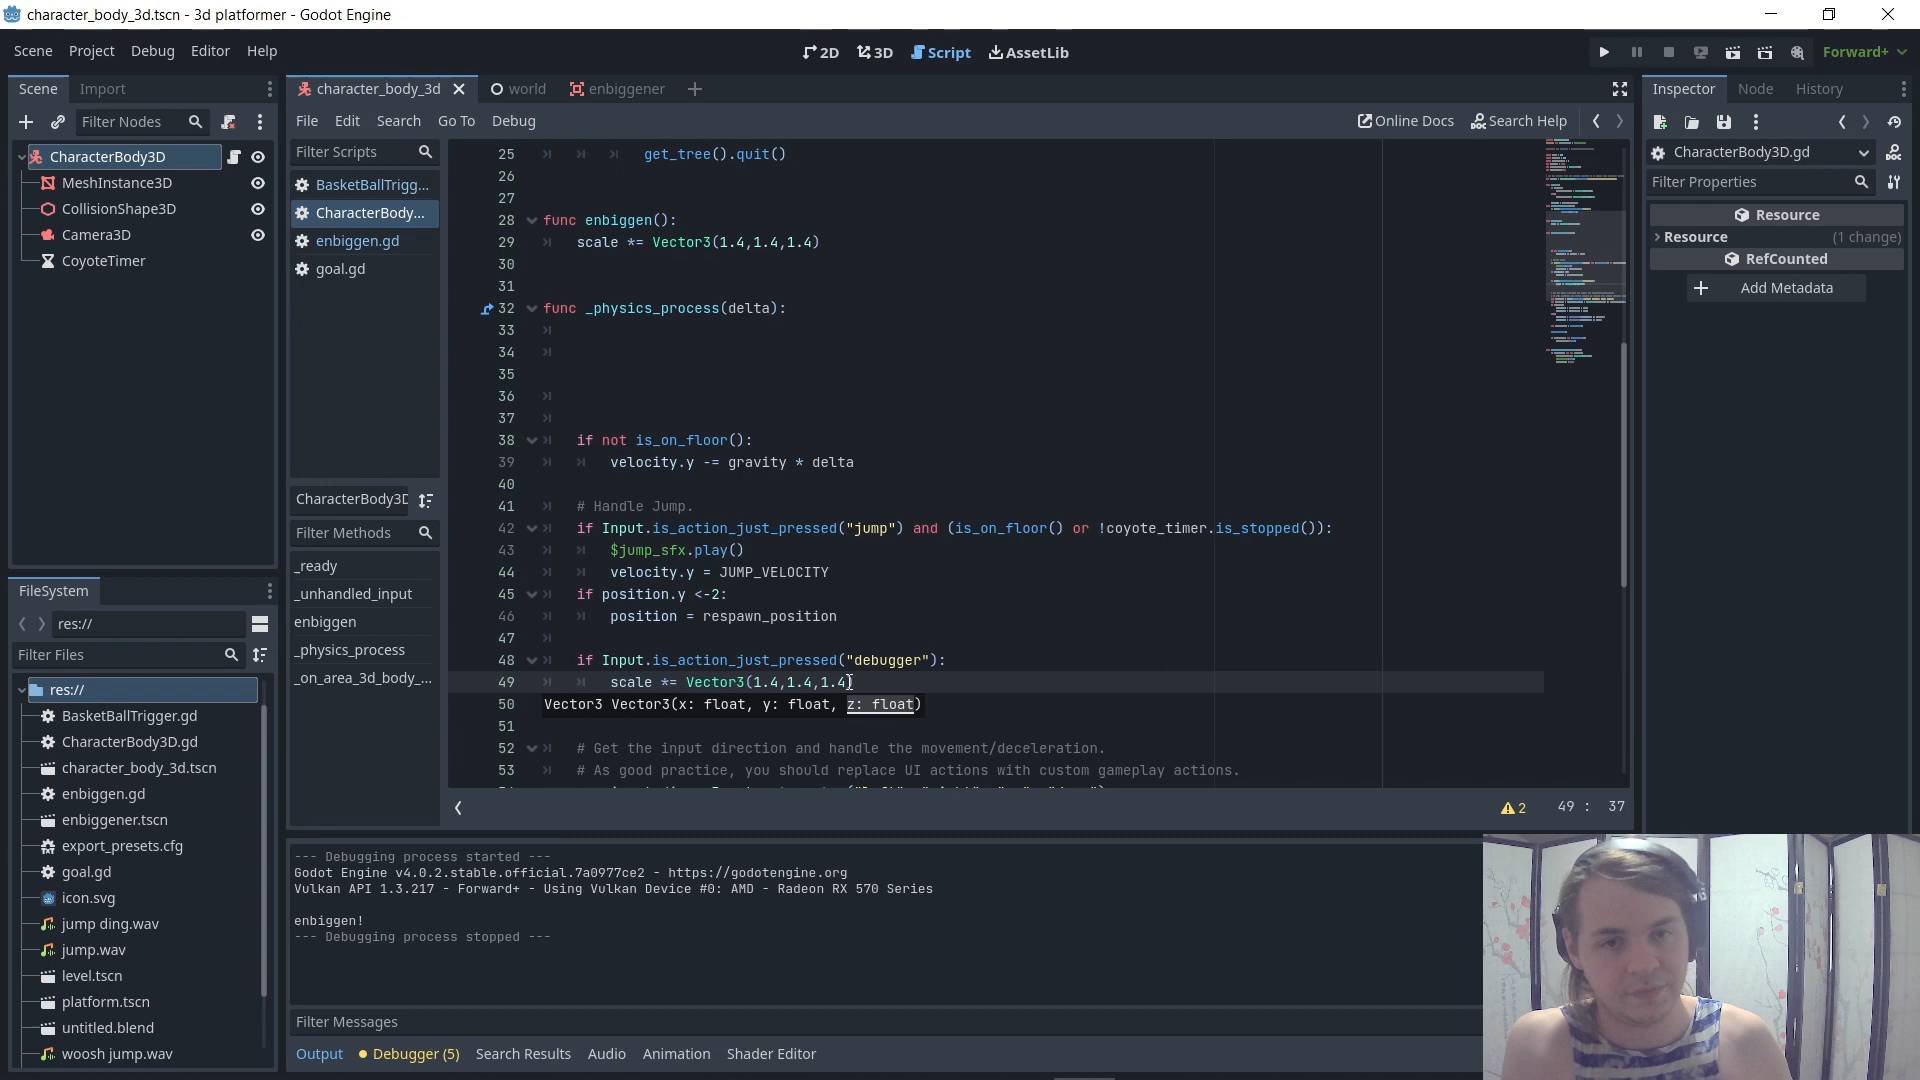 character_body_3d.tscn - 3d platformer - Godot Engine
Scene Project Debug Editor Help
2D 3D Script AssetLib
Forward+
Scene Import
Filter Nodes
CharacterBody3D
MeshInstance3D
CollisionShape3D
Camera3D
CoyoteTimer
FileSystem
res://
Filter Files
res://
BasketBallTrigger.gd
CharacterBody3D.gd
character_body_3d.tscn
enbiggen.gd
enbiggener.tscn
export_presets.cfg
goal.gd
icon.svg
jump ding.wav
jump.wav
level.tscn
platform.tscn
untitled.blend
woosh jump.wav
character_body_3d world enbiggener
File Edit Search Go To Debug
Online Docs Search Help
Filter Scripts
BasketBallTrigg...
CharacterBody...
enbiggen.gd
goal.gd
CharacterBody3D
Filter Methods
_ready
_unhandled_input
enbiggen
_physics_process
_on_area_3d_body_...
25 get_tree().quit()
26
27
28 func enbiggen():
29 scale *= Vector3(1.4,1.4,1.4)
30
31
32 func _physics_process(delta):
33
34
35
36
37
38 if not is_on_floor():
39 velocity.y -= gravity * delta
40
41 # Handle Jump.
42 if Input.is_action_just_pressed("jump") and (is_on_floor() or !coyote_timer.is_stopped()):
43 $jump_sfx.play()
44 velocity.y = JUMP_VELOCITY
45 if position.y <-2:
46 position = respawn_position
47
48 if Input.is_action_just_pressed("debugger"):
49 scale *= Vector3(1.4,1.4,1.4)
50 Vector3 Vector3(x: float, y: float, z: float)
51
52 # Get the input direction and handle the movement/deceleration.
53 # As good practice, you should replace UI actions with custom gameplay actions.
2 49 : 37
--- Debugging process started ---
Godot Engine v4.0.2.stable.official.7a0977ce2 - https://godotengine.org
Vulkan API 1.3.217 - Forward+ - Using Vulkan Device #0: AMD - Radeon RX 570 Series
enbiggen!
--- Debugging process stopped ---
Filter Messages
Output Debugger (5) Search Results Audio Animation Shader Editor
Inspector Node History
CharacterBody3D.gd
Filter Properties
Resource
Resource (1 change)
RefCounted
Add Metadata